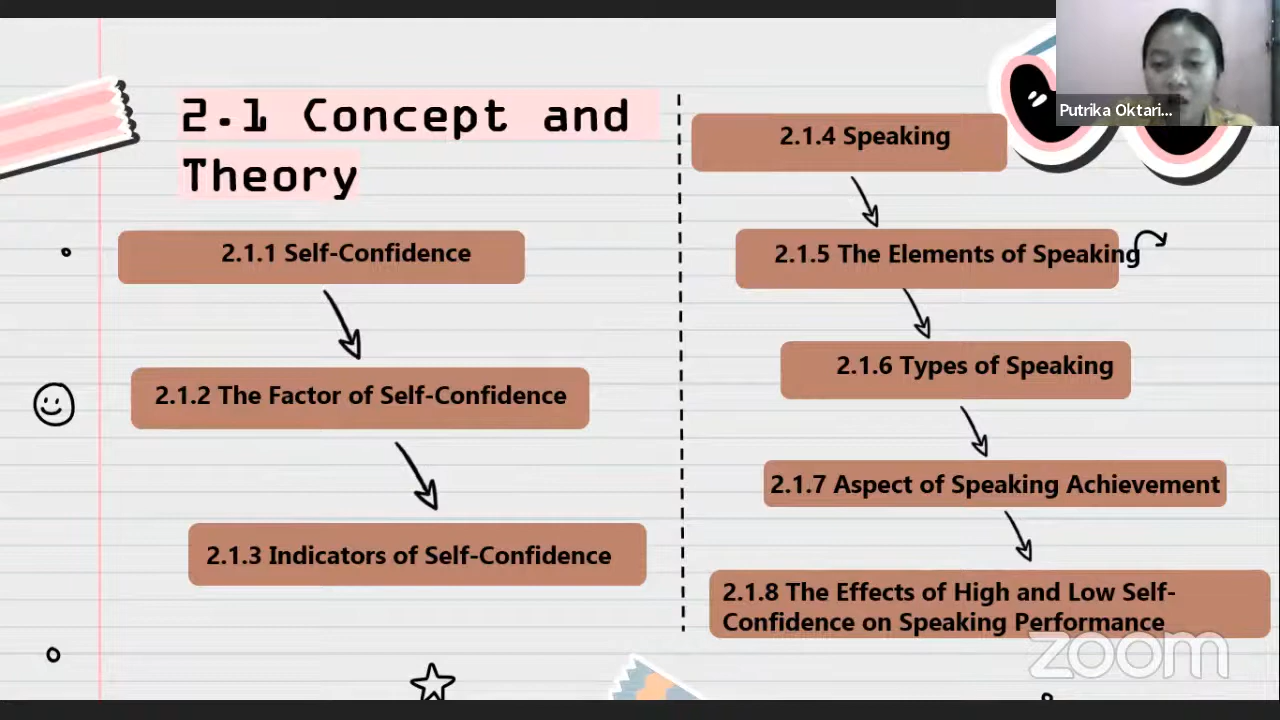 2.1 Concept and
Theory
2.1.1 Self-Confidence
2.1.2 The Factor of Self-Confidence
2.1.3 Indicators of Self-Confidence
2.1.4 Speaking
2.1.5 The Elements of Speaking
2.1.6 Types of Speaking
2.1.7 Aspect of Speaking Achievement
2.1.8 The Effects of High and Low Self-
Confidence on Speaking Performance
Putrika Oktari...
zoom